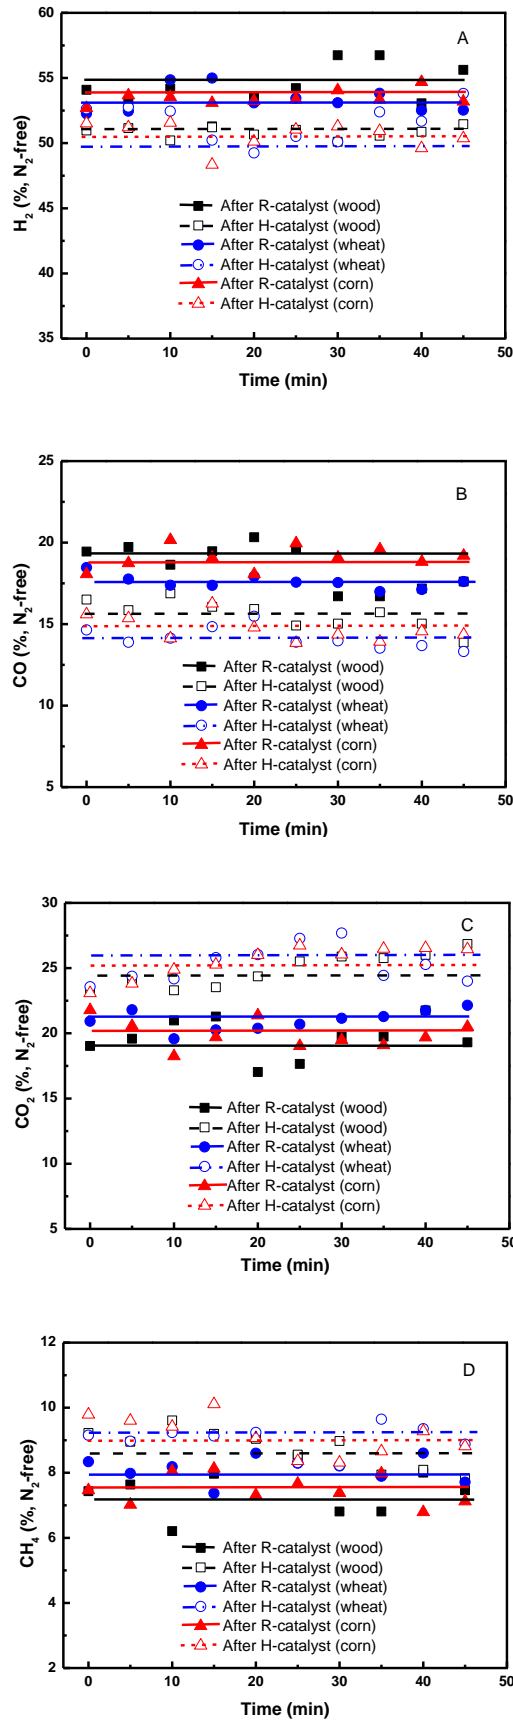 60
A
55
50
45
40
35
H2 (%, N2-free)
After R-catalyst (wood)
After H-catalyst (wood)
After R-catalyst (wheat)
After H-catalyst (wheat)
After R-catalyst (corn)
After H-catalyst (corn)
0 10 20 30 40 50
Time (min)
25
B
20
15
10
5
CO (%, N2-free)
After R-catalyst (wood)
After H-catalyst (wood)
After R-catalyst (wheat)
After H-catalyst (wheat)
After R-catalyst (corn)
After H-catalyst (corn)
0 10 20 30 40 50
Time (min)
30
C
25
20
15
10
5
CO2 (%, N2-free)
After R-catalyst (wood)
After H-catalyst (wood)
After R-catalyst (wheat)
After H-catalyst (wheat)
After R-catalyst (corn)
After H-catalyst (corn)
0 10 20 30 40 50
Time (min)
12
D
10
8
6
4
2
CH4 (%, N2-free)
After R-catalyst (wood)
After H-catalyst (wood)
After R-catalyst (wheat)
After H-catalyst (wheat)
After R-catalyst (corn)
After H-catalyst (corn)
0 10 20 30 40 50
Time (min)